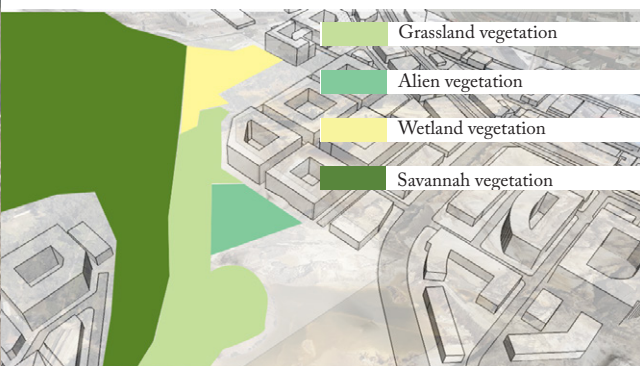 Grassland vegetation
Alien vegetation
Wetland vegetation
Savannah vegetation